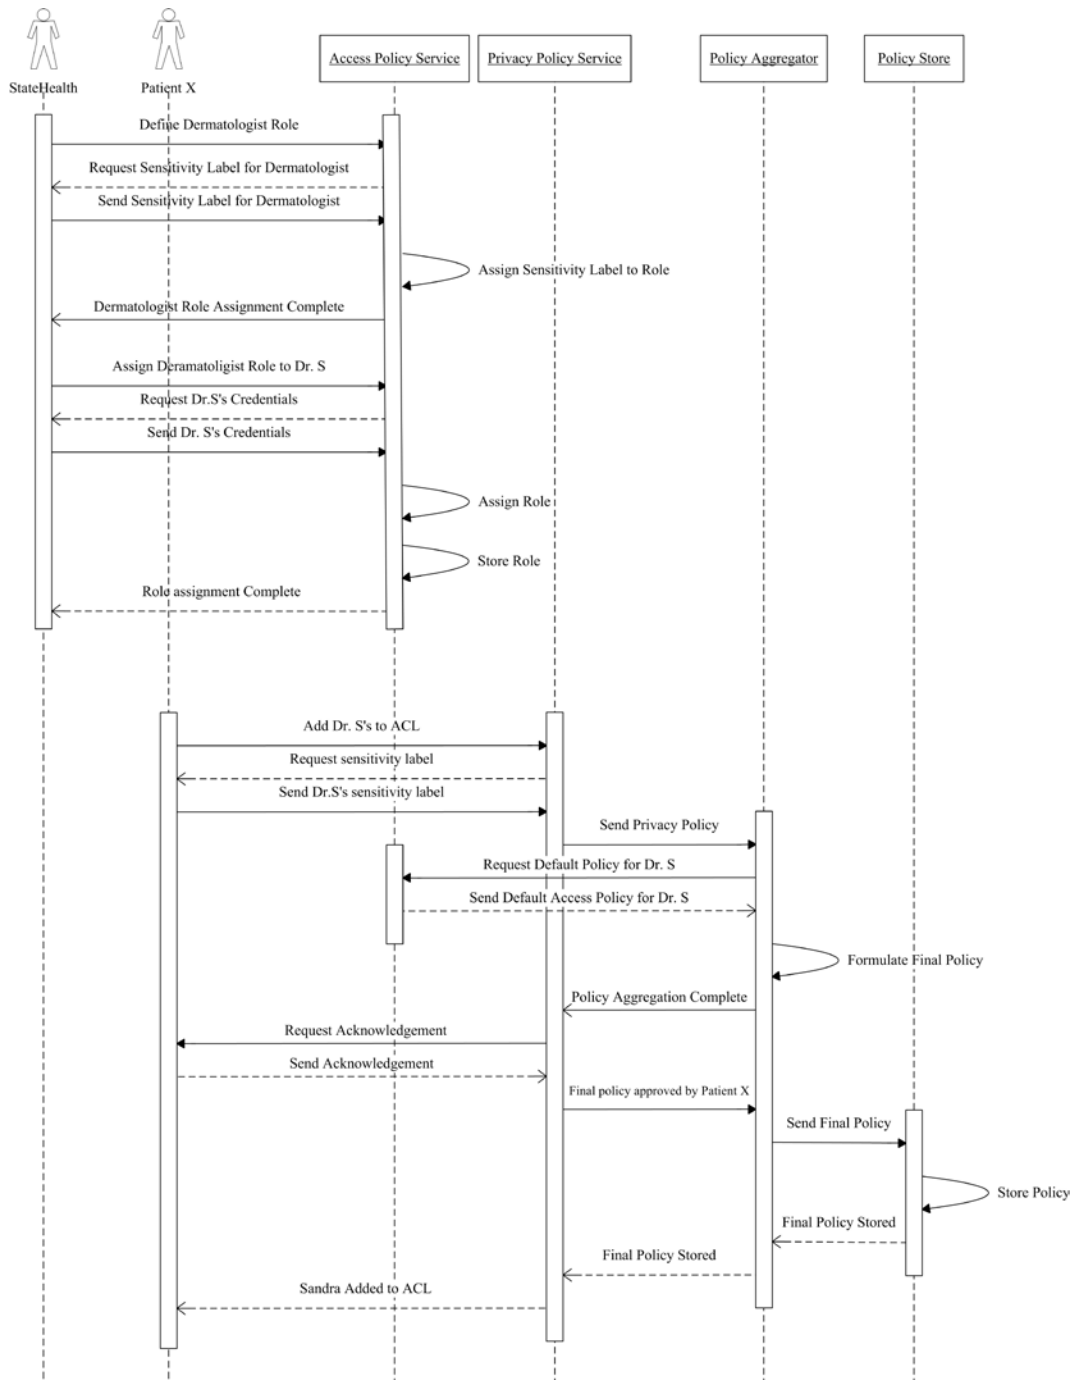 StateHealth
Patient X
Access Policy Service
Privacy Policy Service
Policy Aggregator
Policy Store
Define Dermatologist Role
Request Sensitivity Label for Dermatologist
Send Sensitivity Label for Dermatologist
Assign Sensitivity Label to Role
Dermatologist Role Assignment Complete
Assign Deramatoligist Role to Dr. S
Request Dr.S's Credentials
Send Dr. S's Credentials
Assign Role
Store Role
Role assignment Complete
Add Dr. S's to ACL
Request sensitivity label
Send Dr.S's sensitivity label
Send Privacy Policy
Request Default Policy for Dr. S
Send Default Access Policy for Dr. S
Formulate Final Policy
Policy Aggregation Complete
Request Acknowledgement
Send Acknowledgement
Final policy approved by Patient X
Send Final Policy
Store Policy
Final Policy Stored
Final Policy Stored
Sandra Added to ACL